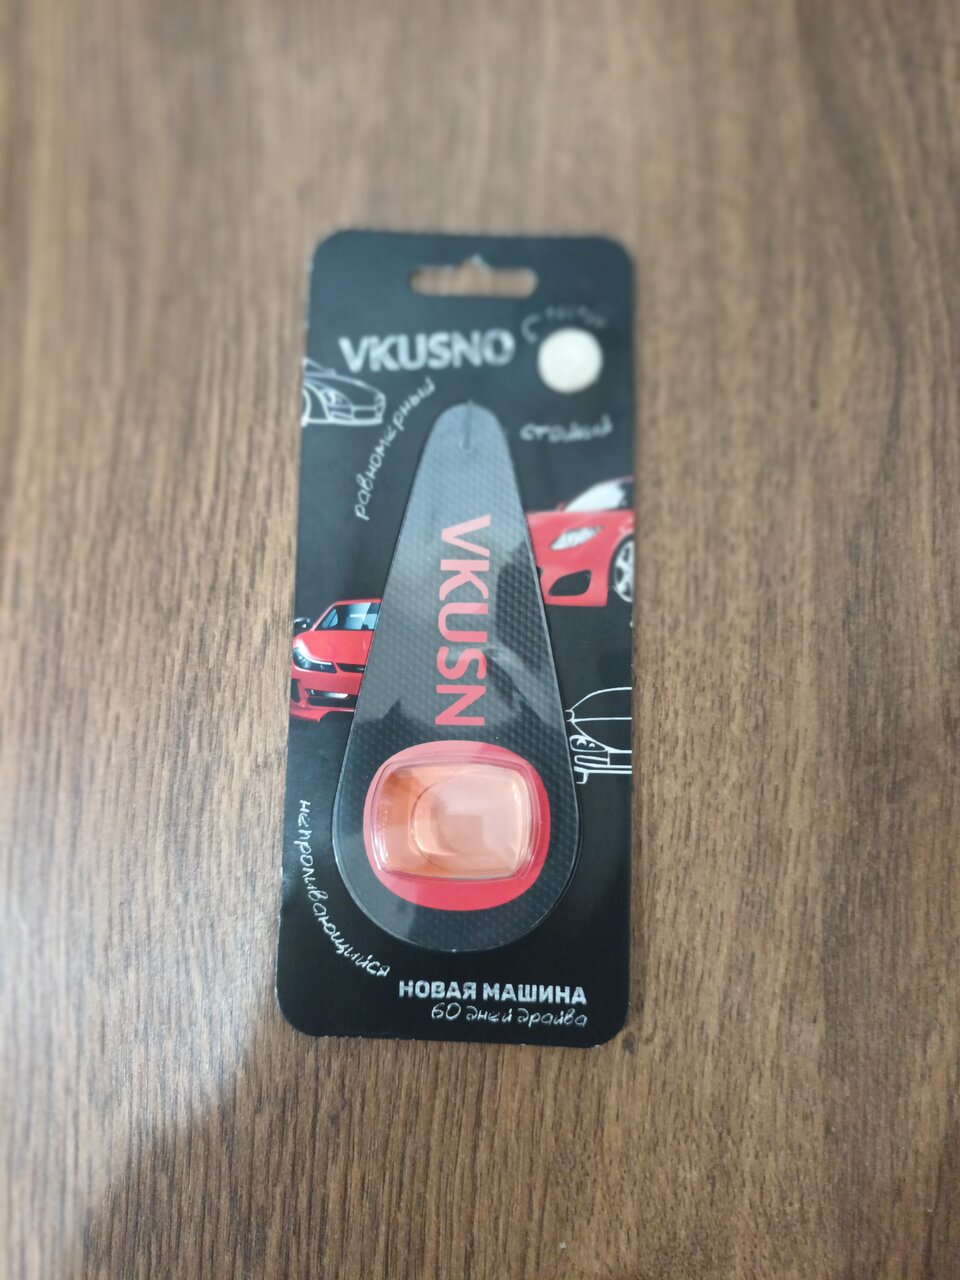 VKUSNO
равномерный
стойкий
VKUSN
непроливающийся
НОВАЯ МАШИНА
60 дней драйва